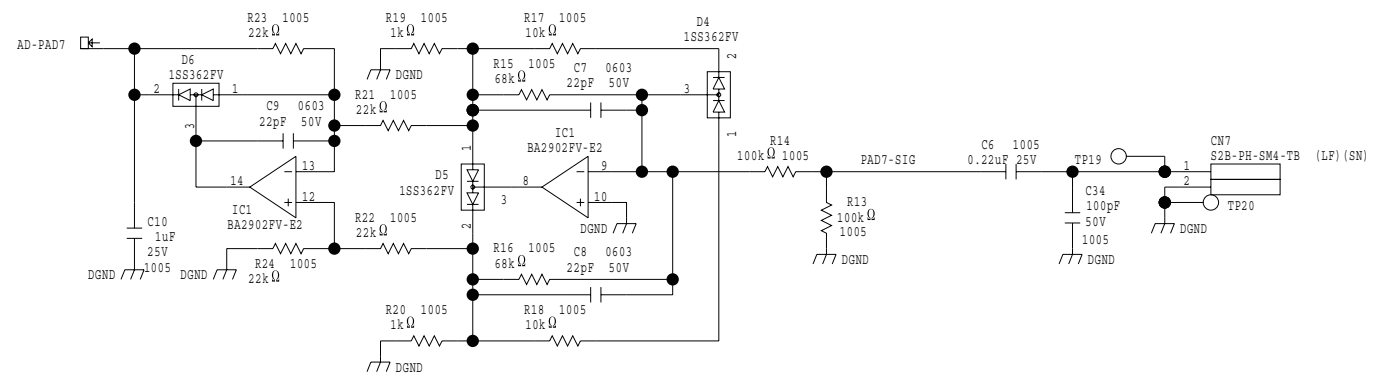 AD-PAD7
R23 1005
22kΩ
D6
1SS362FV
2
1
3
C9 0603
22pF 50V
13
14
12
IC1
BA2902FV-E2
C10
1uF
25V
1005
DGND
DGND
R24 1005
22kΩ
R19 1005
1kΩ
DGND
R21 1005
22kΩ
R22 1005
22kΩ
R20 1005
1kΩ
DGND
R17 1005
10kΩ
R15 1005
68kΩ
C7 0603
22pF 50V
D4
1SS362FV
2
3
1
D5
1SS362FV
1
3
2
IC1
BA2902FV-E2
8
9
10
DGND
R16 1005
68kΩ
C8 0603
22pF 50V
R18 1005
10kΩ
R14
100kΩ 1005
PAD7-SIG
R13
100kΩ
1005
DGND
C6 1005
0.22uF 25V
TP19
C34
100pF
50V
1005
DGND
CN7
S2B-PH-SM4-TB (LF)(SN)
1
2
TP20
DGND